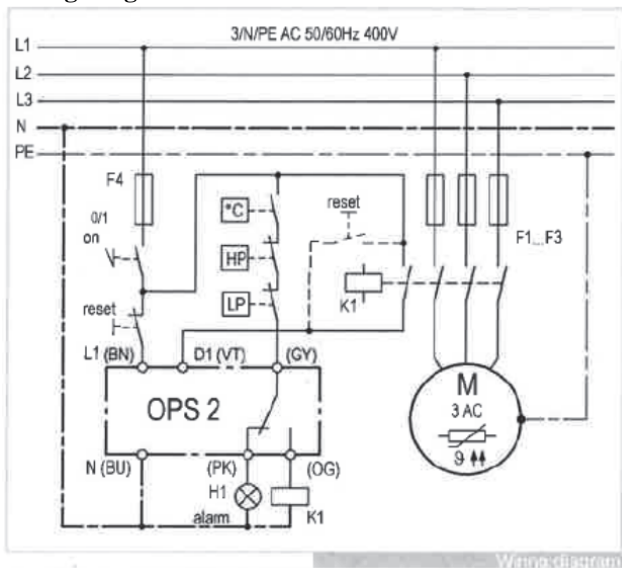 3/N/PE AC 50/60Hz 400V
L1
L2
L3
N
PE
F4
0/1
on
°C
reset
F1...F3
HP
K1
reset
LP
L1 (BN) D1 (VT) (GY)
M
3 AC
OPS 2
ϑ
N (BU) (PK) (OG)
H1
K1
alarm
Wiring diagram